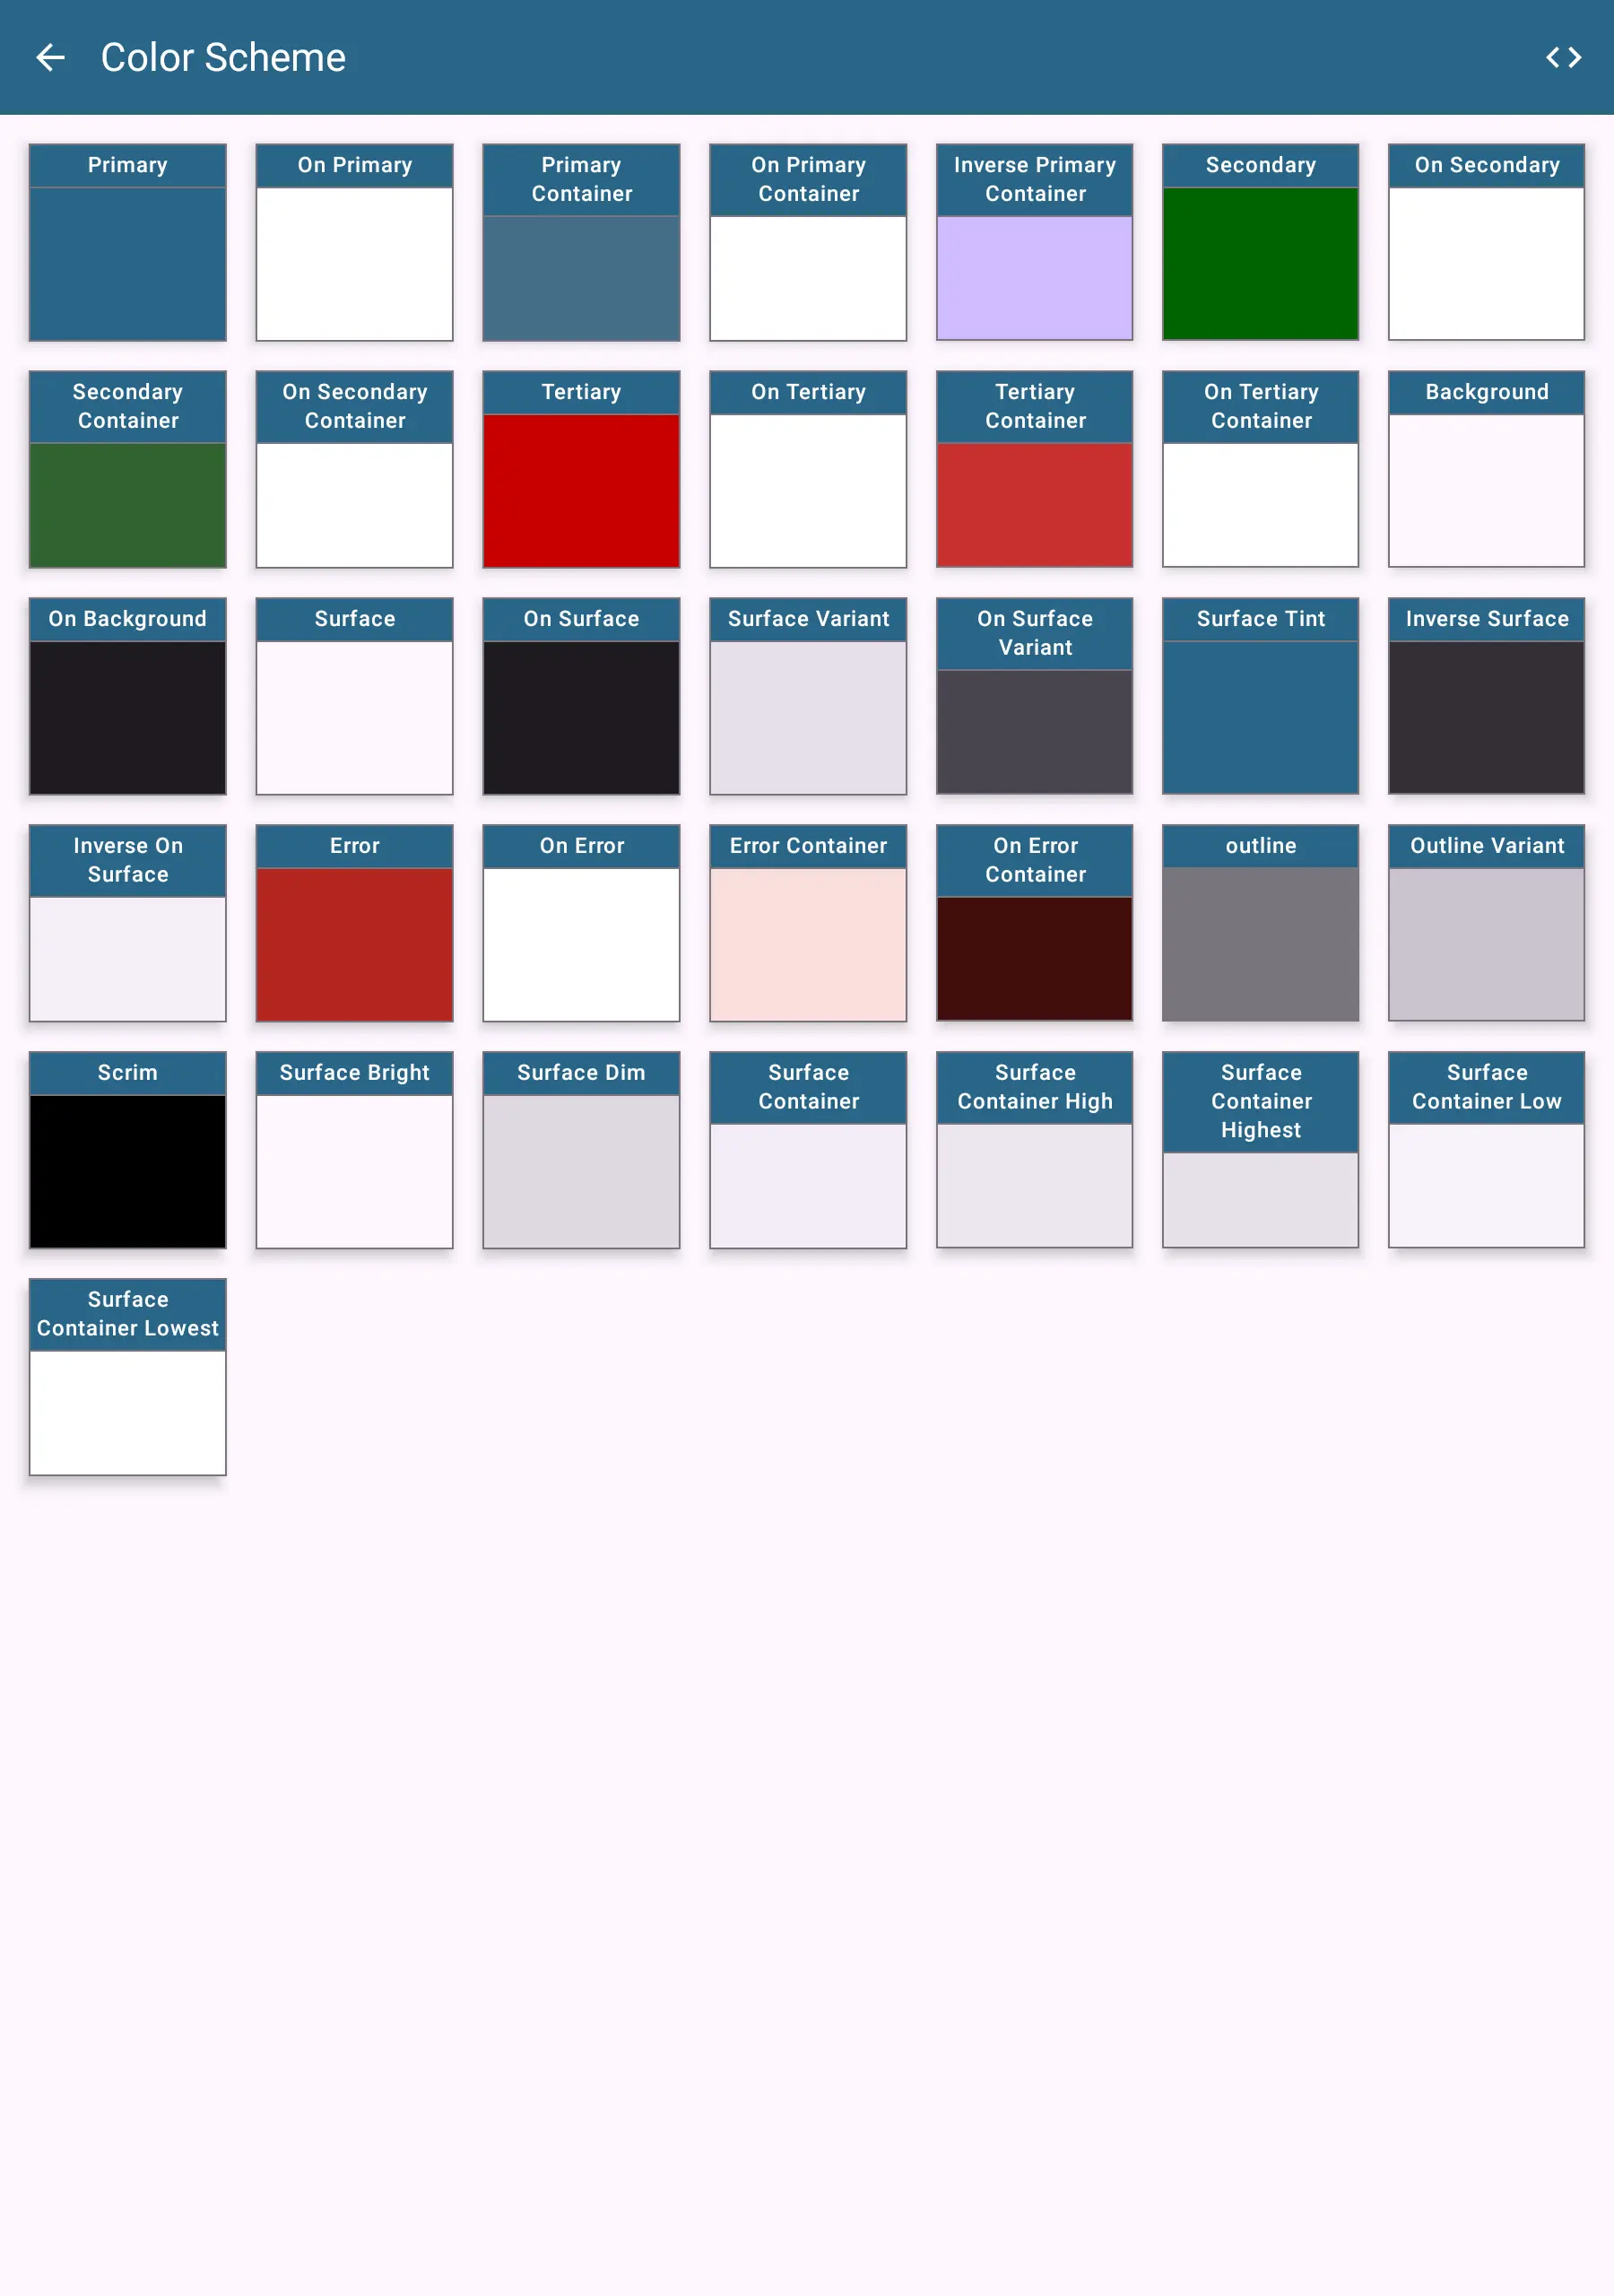 Color Scheme
Primary
On Primary
Primary
Container
On Primary
Container
Inverse Primary
Container
Secondary
On Secondary
Secondary
Container
On Secondary
Container
Tertiary
On Tertiary
Tertiary
Container
On Tertiary
Container
Background
On Background
Surface
On Surface
Surface Variant
On Surface
Variant
Surface Tint
Inverse Surface
Inverse On
Surface
Error
On Error
Error Container
On Error
Container
outline
Outline Variant
Scrim
Surface Bright
Surface Dim
Surface
Container
Surface
Container High
Surface
Container
Highest
Surface
Container Low
Surface
Container Lowest